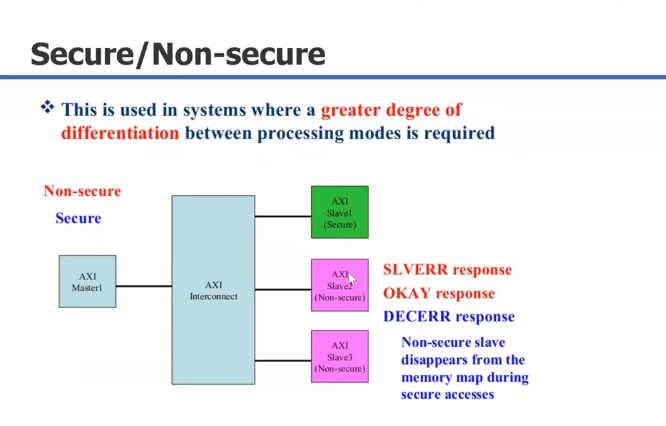 Secure/Non-secure
❖ This is used in systems where a greater degree of
differentiation between processing modes is required
Non-secure
Secure
AXI
Master1
AXI
Interconnect
AXI
Slave1
(Secure)
AXI
Slave2
(Non-secure)
AXI
Slave3
(Non-secure)
SLVERR response
OKAY response
DECERR response
Non-secure slave
disappears from the
memory map during
secure accesses